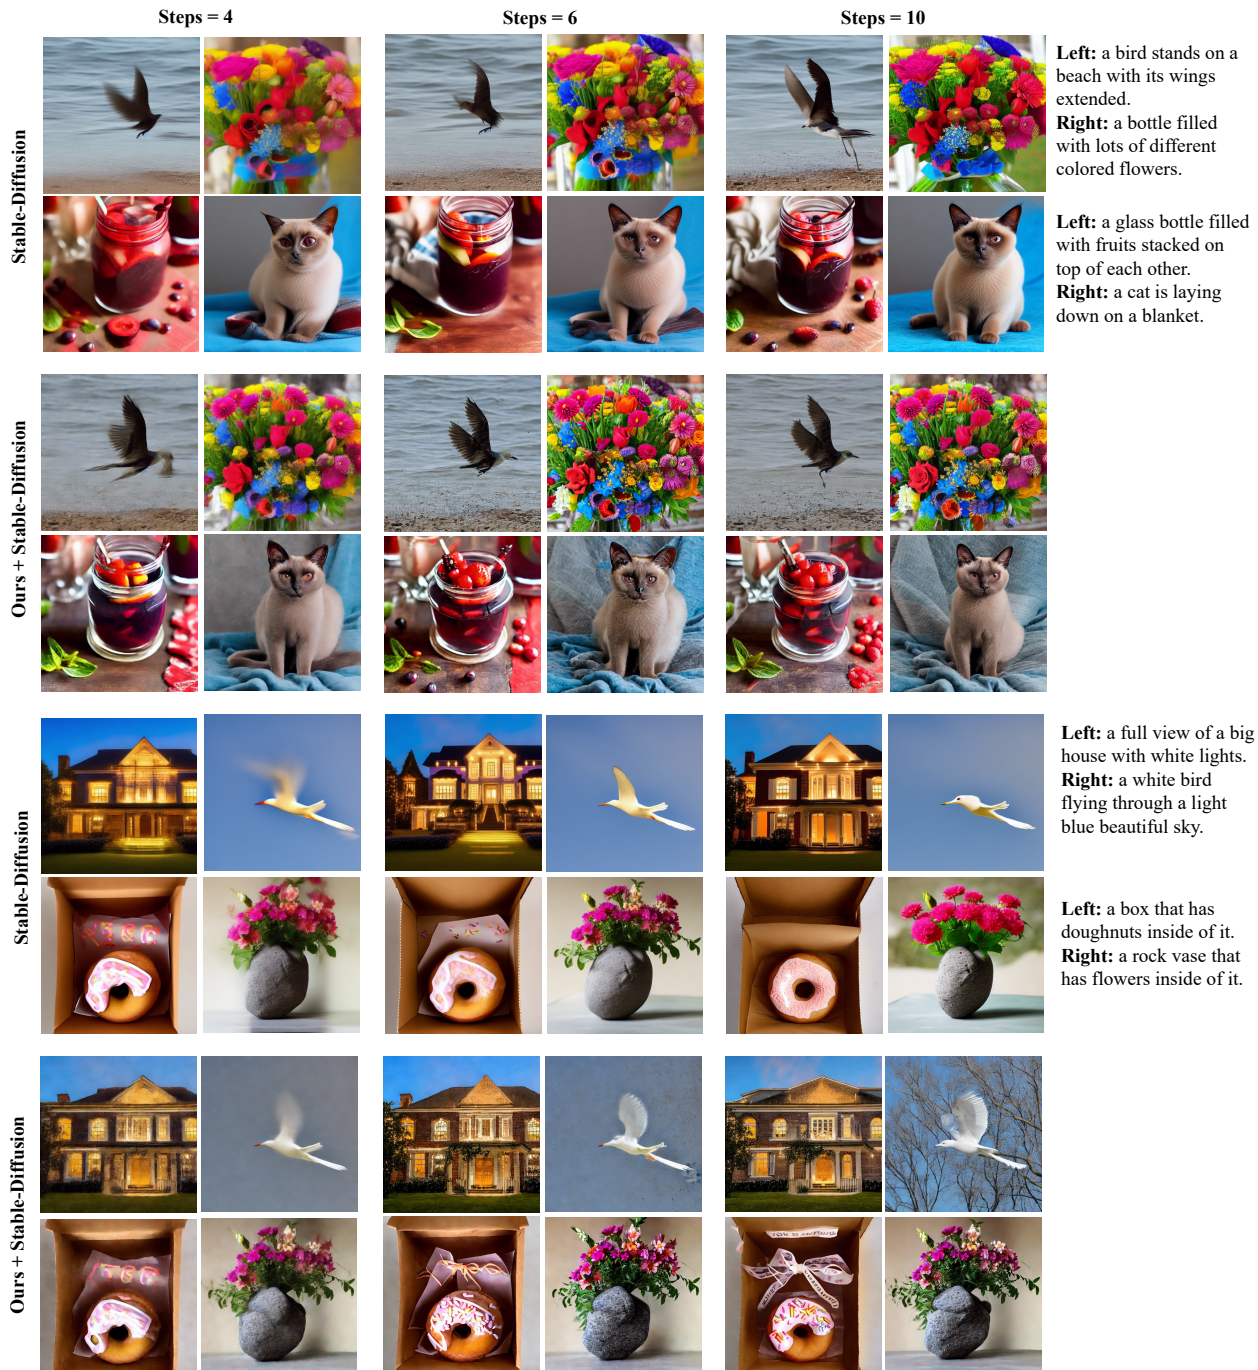 Steps = 4
Steps = 6
Steps = 10
Stable-Diffusion
Left: a bird stands on a
beach with its wings
extended.
Right: a bottle filled
with lots of different
colored flowers.
Left: a glass bottle filled
with fruits stacked on
top of each other.
Right: a cat is laying
down on a blanket.
Ours + Stable-Diffusion
Stable-Diffusion
Left: a full view of a big
house with white lights.
Right: a white bird
flying through a light
blue beautiful sky.
Left: a box that has
doughnuts inside of it.
Right: a rock vase that
has flowers inside of it.
Ours + Stable-Diffusion